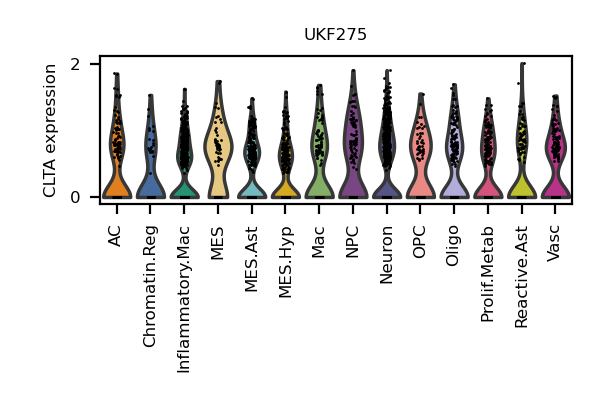 UKF275
CLTA expression
2
0
AC
Chromatin.Reg
Inflammatory.Mac
MES
MES.Ast
MES.Hyp
Mac
NPC
Neuron
OPC
Oligo
Prolif.Metab
Reactive.Ast
Vasc